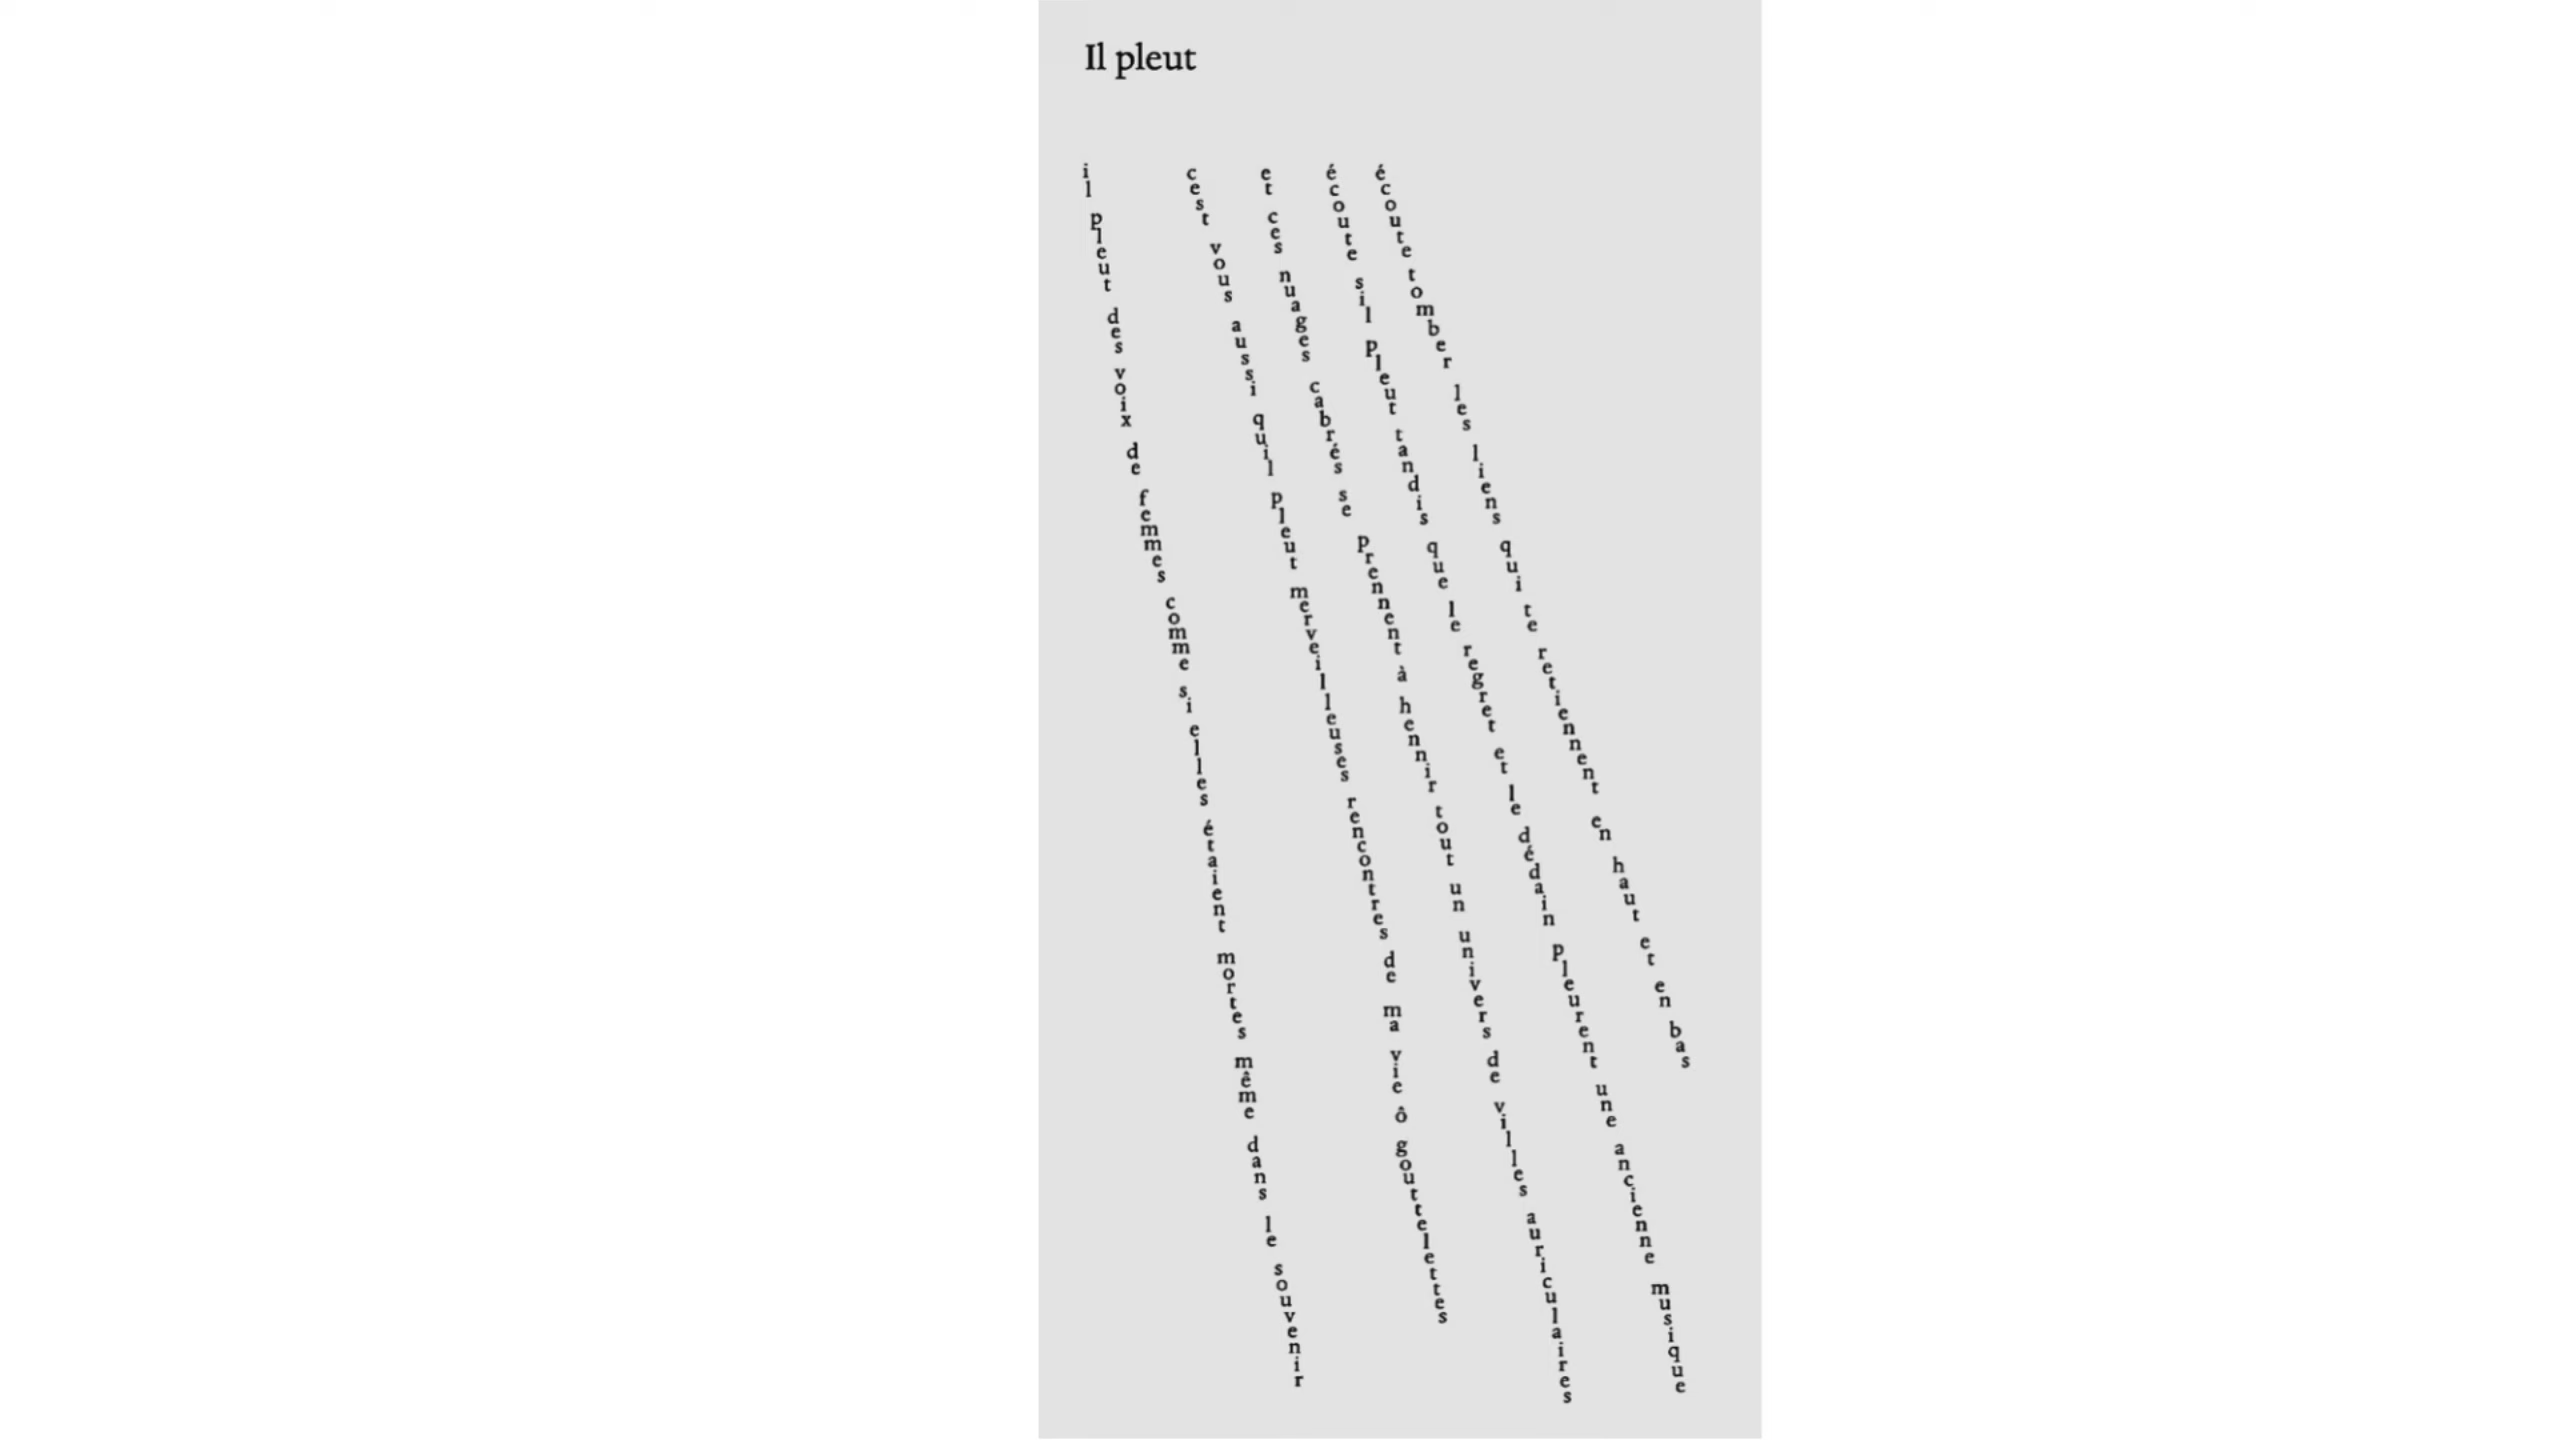 Il pleut
il pleut des voix de femmes comme si elles étaient mortes même dans le souvenir
cest vous aussi quil pleut merveilleuses rencontres de ma vie ô gouttelettes
et ces nuages cabrés se prennent à hennir tout un univers de villes auriculaires
écoute sil pleut tandis que le regret et le dédain pleurent une ancienne musique
écoute tomber les liens qui te retiennent en haut et en bas